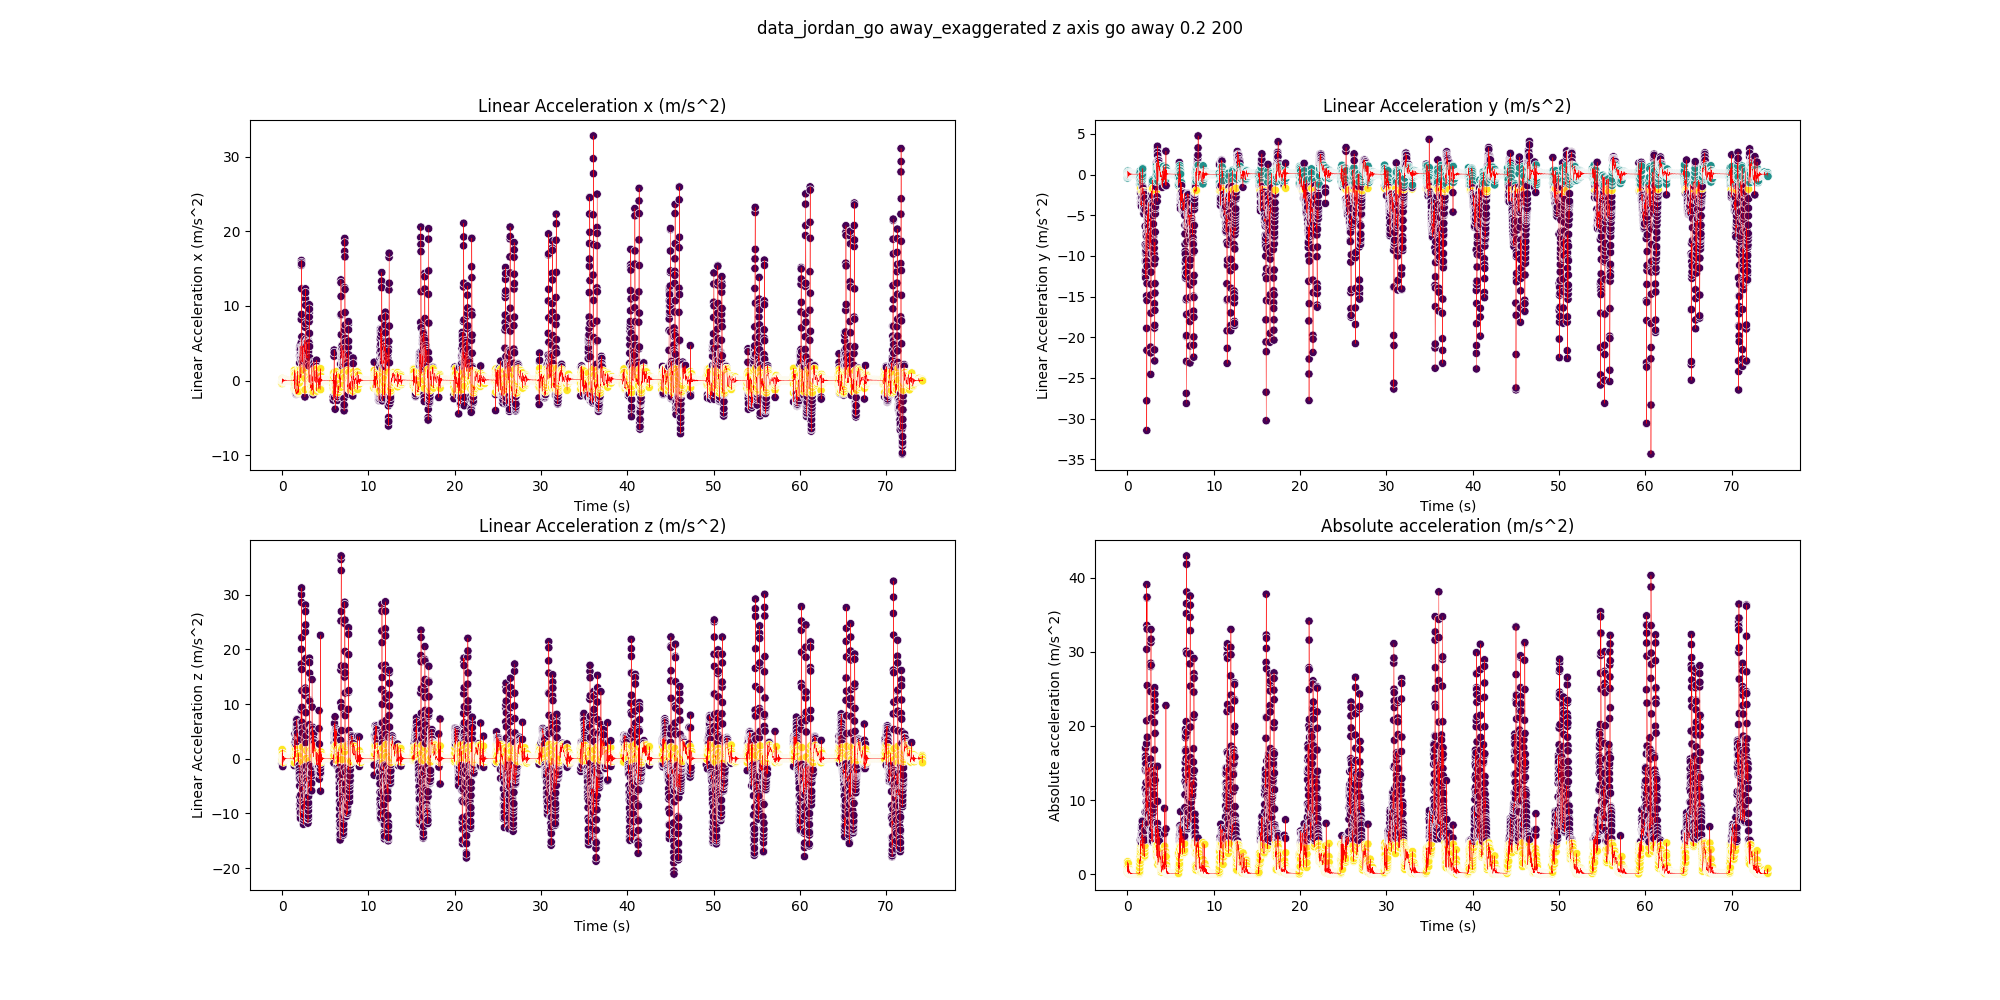 data_jordan_go away_exaggerated z axis go away 0.2 200
Linear Acceleration x (m/s^2)
Linear Acceleration x (m/s^2)
30
20
10
0
−10
0 10 20 30 40 50 60 70
Time (s)
Linear Acceleration y (m/s^2)
Linear Acceleration y (m/s^2)
5
0
−5
−10
−15
−20
−25
−30
−35
0 10 20 30 40 50 60 70
Time (s)
Linear Acceleration z (m/s^2)
Linear Acceleration z (m/s^2)
30
20
10
0
−10
−20
0 10 20 30 40 50 60 70
Time (s)
Absolute acceleration (m/s^2)
Absolute acceleration (m/s^2)
40
30
20
10
0
0 10 20 30 40 50 60 70
Time (s)